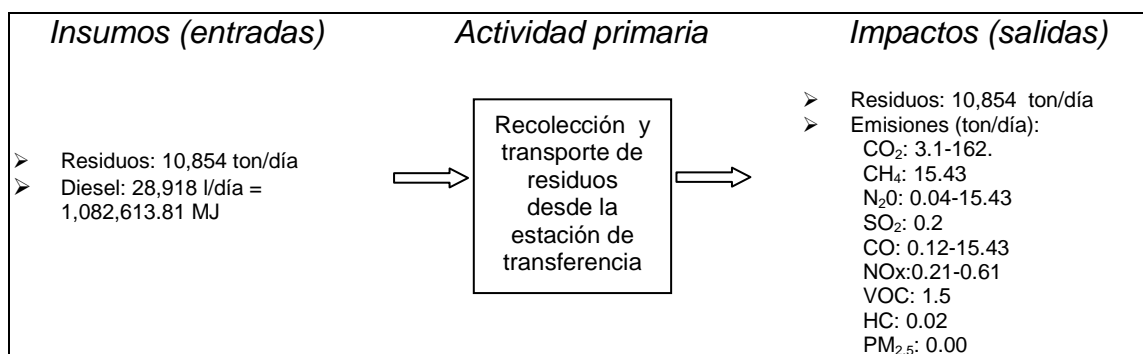 Insumos (entradas)
Actividad primaria
Impactos (salidas)
➢ Residuos: 10,854 ton/día
➢ Diesel: 28,918 l/día =
1,082,613.81 MJ
Recolección y
transporte de
residuos
desde la
estación de
transferencia
➢ Residuos: 10,854 ton/día
➢ Emisiones (ton/día):
CO₂: 3.1-162.
CH₄: 15.43
N₂0: 0.04-15.43
SO₂: 0.2
CO: 0.12-15.43
NOx:0.21-0.61
VOC: 1.5
HC: 0.02
PM₂.₅: 0.00